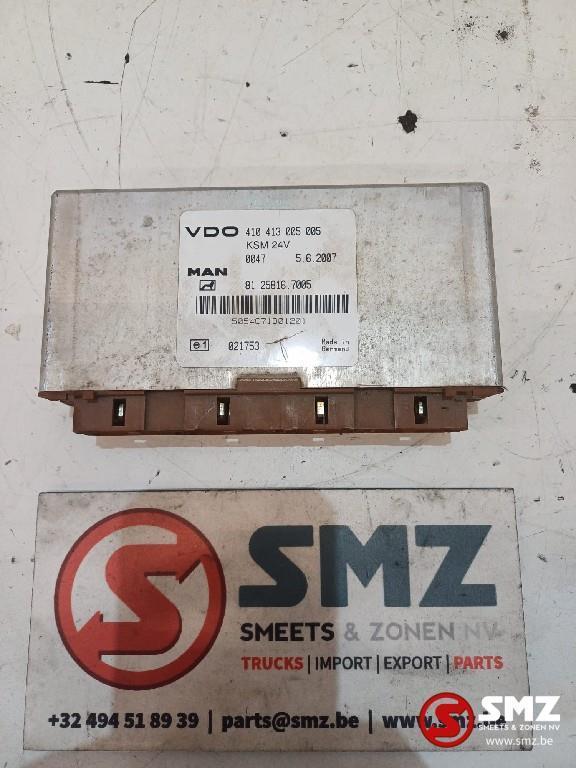 VDO 410 413 005 005
KSM 24V
0047 5.6.2007
MAN
81.25816.7005
5054C71D01201
e1 021753 Made in
Germany
SMZ
SMEETS & ZONEN NV
TRUCKS | IMPORT | EXPORT | PARTS
+32 494 51 89 39 | parts@smz.be | www.smz.be
SMZ
SMEETS & ZONEN NV